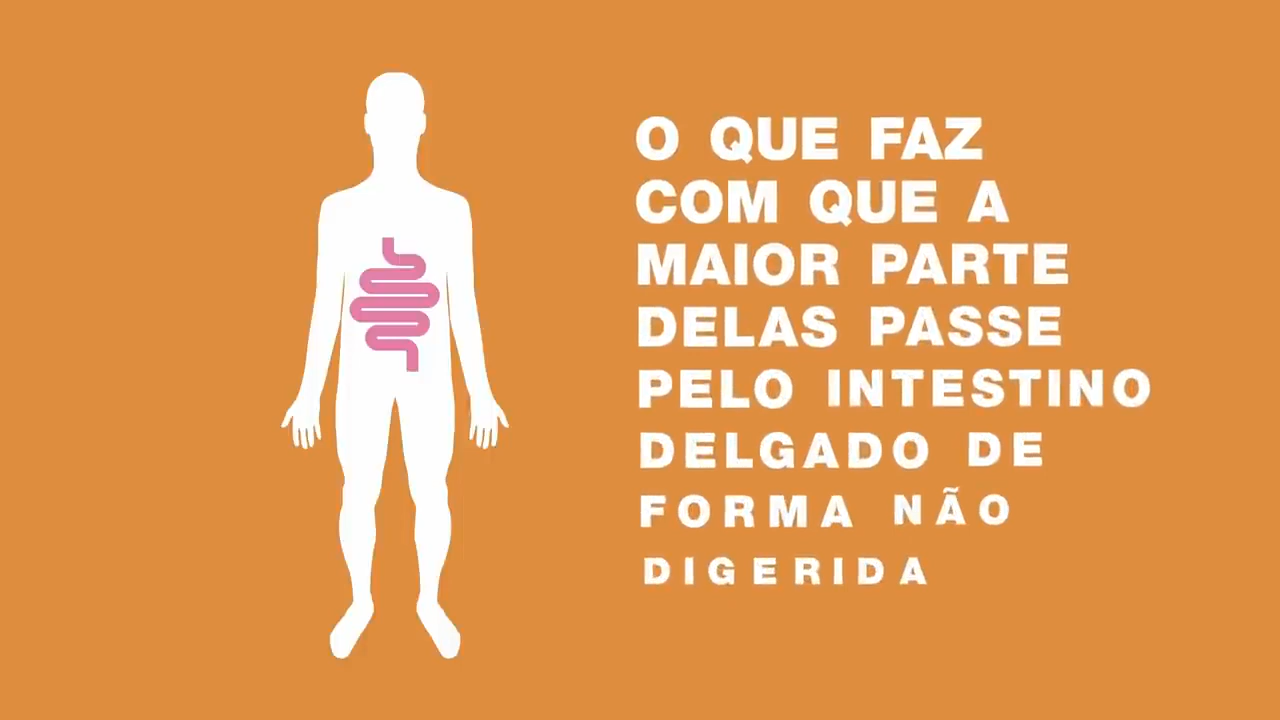 O QUE FAZ
COM QUE A
MAIOR PARTE
DELAS PASSE
PELO INTESTINO
DELGADO DE
FORMA NÃO
DIGERIDA